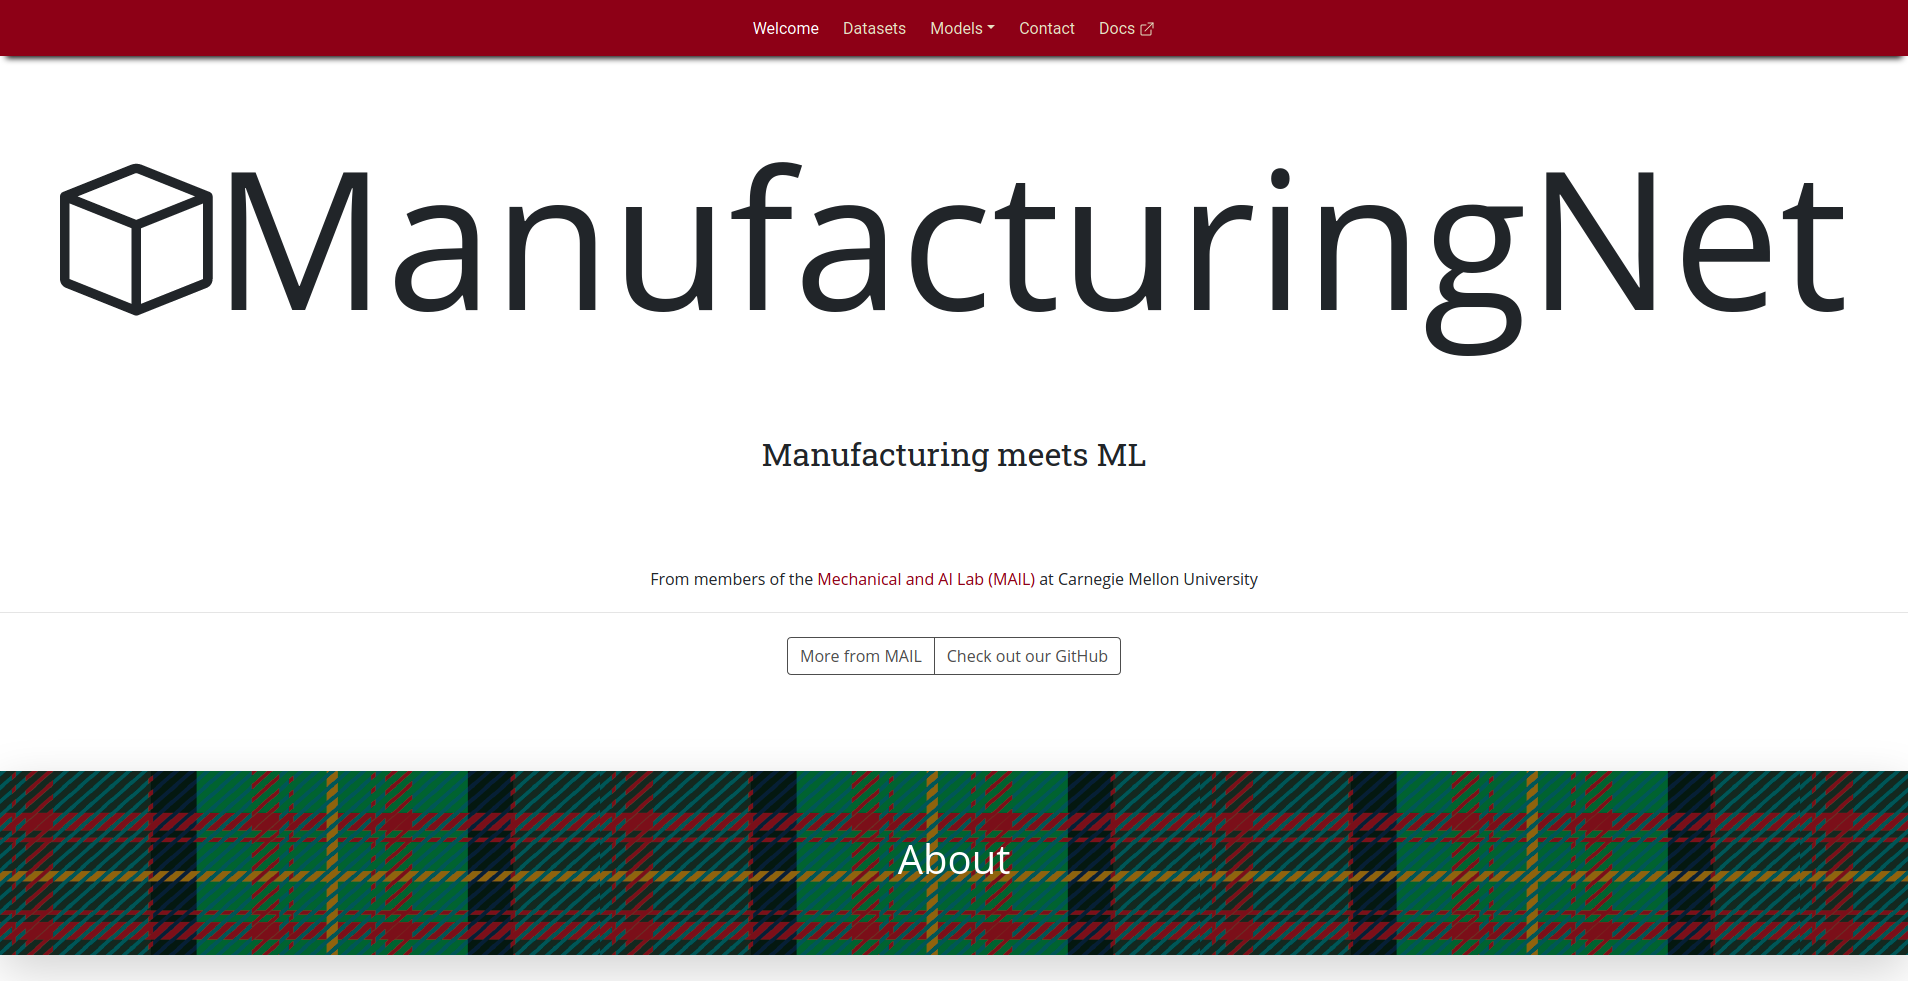 Welcome Datasets Models Contact Docs
ManufacturingNet
Manufacturing meets ML
From members of the Mechanical and AI Lab (MAIL) at Carnegie Mellon University
More from MAIL Check out our GitHub
About